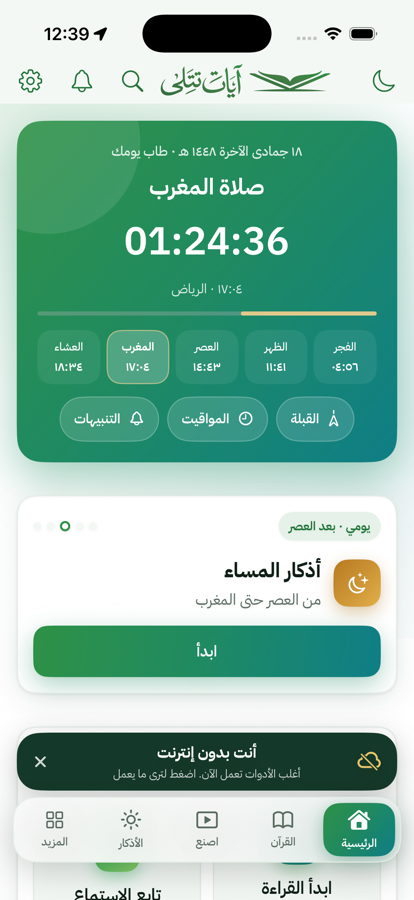 12:39
آيات تتلى
١٨ جمادى الآخرة ١٤٤٨ هـ · طاب يومك
صلاة المغرب
01:24:36
١٧:٠٤ · الرياض
الفجر
٠٤:٥٦
الظهر
١١:٤١
العصر
١٤:٤٣
المغرب
١٧:٠٤
العشاء
١٨:٣٤
القبلة
المواقيت
التنبيهات
يومي · بعد العصر
أذكار المساء
من العصر حتى المغرب
ابدأ
أنت بدون إنترنت
أغلب الأدوات تعمل الآن. اضغط لترى ما يعمل
الرئيسية
القرآن
اصنع
الأذكار
المزيد
ابدأ القراءة
تابع الاستماع